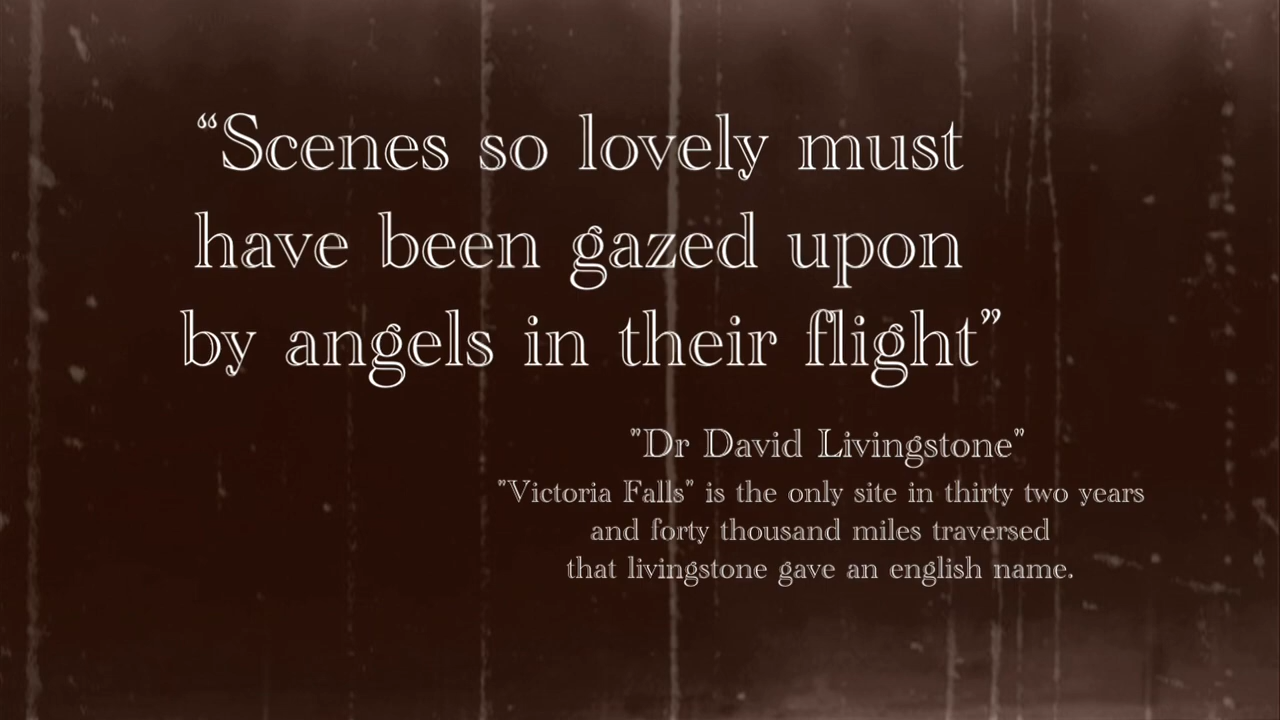 “Scenes so lovely must
have been gazed upon
by angels in their flight”
"Dr David Livingstone"
"Victoria Falls" is the only site in thirty two years
and forty thousand miles traversed
that livingstone gave an english name.